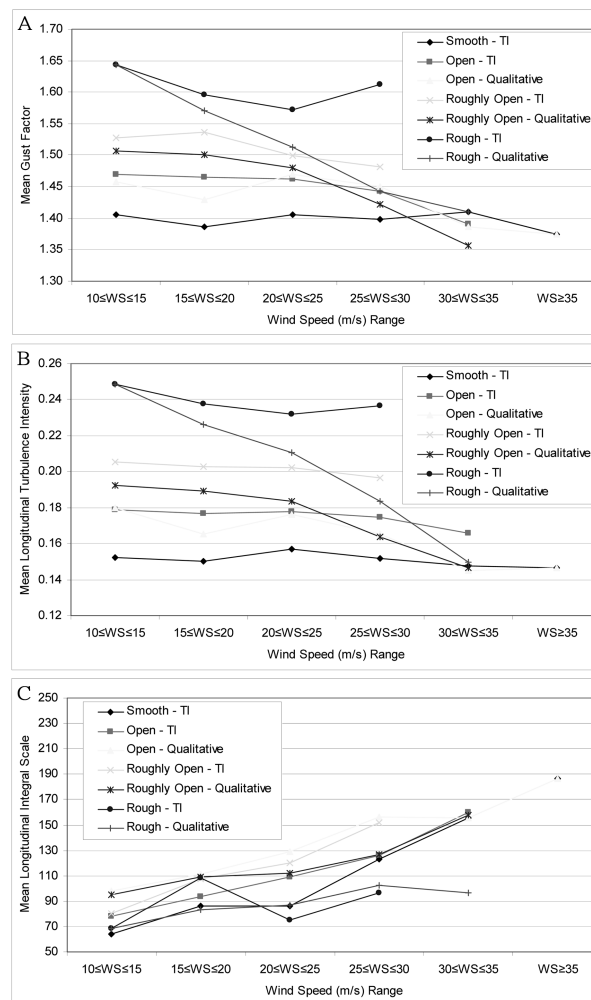 A
Mean Gust Factor
1.70
1.65
1.60
1.55
1.50
1.45
1.40
1.35
1.30
Smooth - TI
Open - TI
Open - Qualitative
Roughly Open - TI
Roughly Open - Qualitative
Rough - TI
Rough - Qualitative
10≤WS≤15 15≤WS≤20 20≤WS≤25 25≤WS≤30 30≤WS≤35 WS≥35
Wind Speed (m/s) Range
B
Mean Longitudinal Turbulence Intensity
0.26
0.24
0.22
0.20
0.18
0.16
0.14
0.12
Smooth - TI
Open - TI
Open - Qualitative
Roughly Open - TI
Roughly Open - Qualitative
Rough - TI
Rough - Qualitative
10≤WS≤15 15≤WS≤20 20≤WS≤25 25≤WS≤30 30≤WS≤35 WS≥35
Wind Speed (m/s) Range
C
Mean Longitudinal Integral Scale
250
230
210
190
170
150
130
110
90
70
50
Smooth - TI
Open - TI
Open - Qualitative
Roughly Open - TI
Roughly Open - Qualitative
Rough - TI
Rough - Qualitative
10≤WS≤15 15≤WS≤20 20≤WS≤25 25≤WS≤30 30≤WS≤35 WS≥35
Wind Speed (m/s) Range